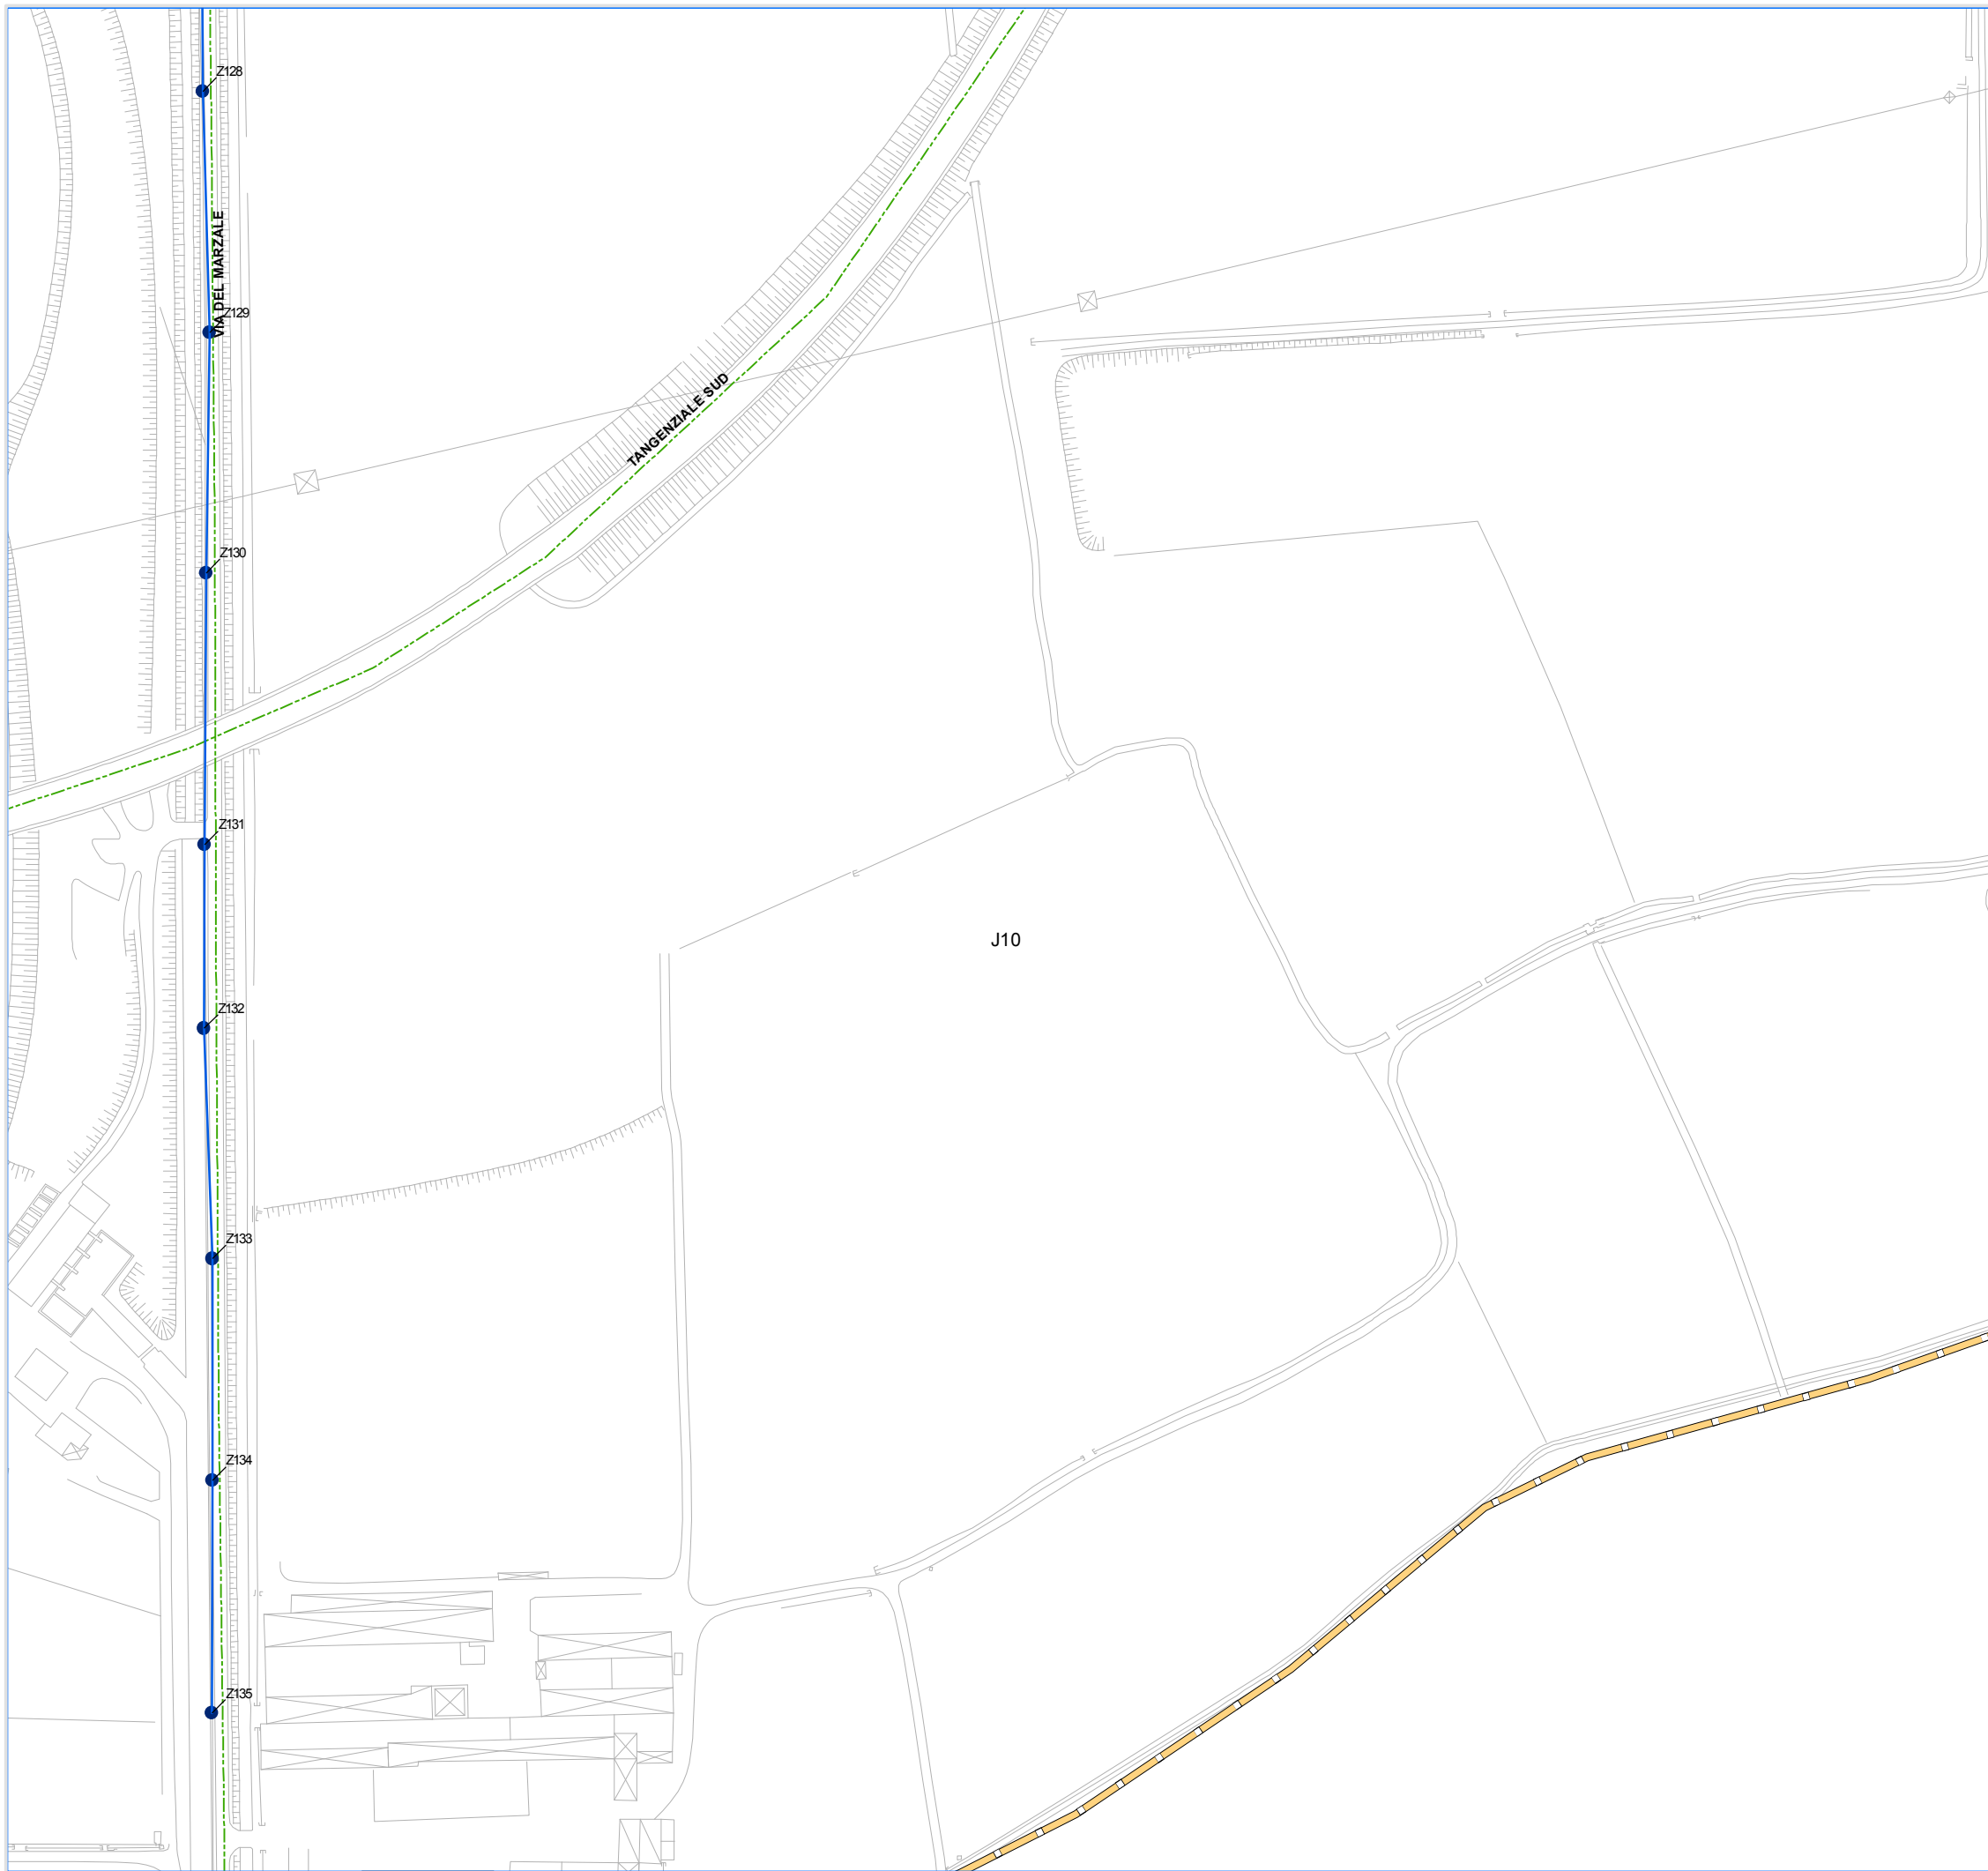 Z128
VIA DEL MARZALE
Z129
TANGENZIALE SUD
Z130
Z131
J10
Z132
Z133
Z134
Z135